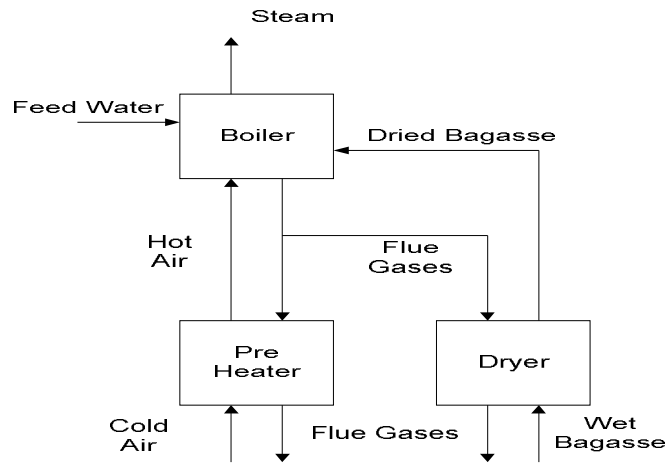 Steam
Feed Water
Boiler
Dried Bagasse
Hot
Air
Flue
Gases
Pre
Heater
Dryer
Cold
Air
Flue Gases
Wet
Bagasse